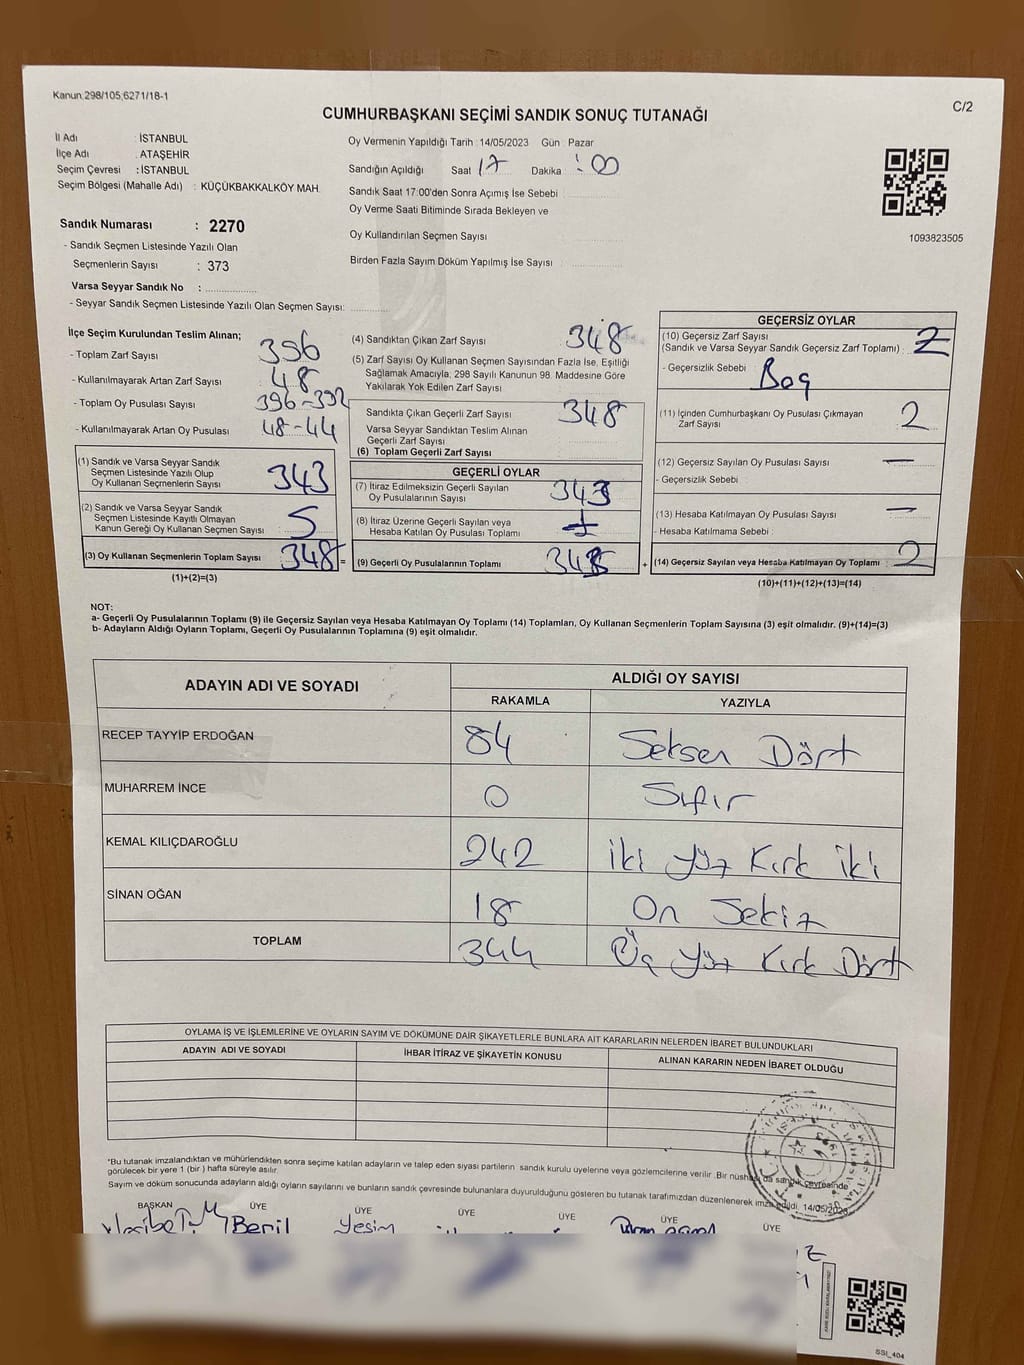 Kanun:298/105,6271/18-1
C/2
CUMHURBAŞKANI SEÇİMİ SANDIK SONUÇ TUTANAĞI
İl Adı : İSTANBUL
İlçe Adı : ATAŞEHİR
Seçim Çevresi : İSTANBUL
Seçim Bölgesi (Mahalle Adı) : KÜÇÜKBAKKALKÖY MAH.
Sandık Numarası : 2270
- Sandık Seçmen Listesinde Yazılı Olan
Seçmenlerin Sayısı : 373
Varsa Seyyar Sandık No :
- Seyyar Sandık Seçmen Listesinde Yazılı Olan Seçmen Sayısı:
Oy Vermenin Yapıldığı Tarih : 14/05/2023 Gün : Pazar
Sandığın Açıldığı Saat 17 Dakika : 00
Sandık Saat 17:00'den Sonra Açımış İse Sebebi
Oy Verme Saati Bitiminde Sırada Bekleyen ve
Oy Kullandırılan Seçmen Sayısı
Birden Fazla Sayım Döküm Yapılmış İse Sayısı :
1093823505
İlçe Seçim Kurulundan Teslim Alınan;
- Toplam Zarf Sayısı : 396
- Kullanılmayarak Artan Zarf Sayısı : 48
- Toplam Oy Pusulası Sayısı : 396-392
- Kullanılmayarak Artan Oy Pusulası : 48-44
(1) Sandık ve Varsa Seyyar Sandık
Seçmen Listesinde Yazılı Olup
Oy Kullanan Seçmenlerin Sayısı 343
(2) Sandık ve Varsa Seyyar Sandık
Seçmen Listesinde Kayıtlı Olmayan
Kanun Gereği Oy Kullanan Seçmen Sayısı 5
(3) Oy Kullanan Seçmenlerin Toplam Sayısı 348
(1)+(2)=(3)
(4) Sandıktan Çıkan Zarf Sayısı 348
(5) Zarf Sayısı Oy Kullanan Seçmen Sayısından Fazla İse, Eşitliği
Sağlamak Amacıyla, 298 Sayılı Kanunun 98. Maddesine Göre
Yakılarak Yok Edilen Zarf Sayısı
Sandıkta Çıkan Geçerli Zarf Sayısı 348
Varsa Seyyar Sandıktan Teslim Alınan
Geçerli Zarf Sayısı
(6) Toplam Geçerli Zarf Sayısı
GEÇERLİ OYLAR
(7) İtiraz Edilmeksizin Geçerli Sayılan
Oy Pusulalarının Sayısı
(8) İtiraz Üzerine Geçerli Sayılan veya
Hesaba Katılan Oy Pusulası Toplamı
= (9) Geçerli Oy Pusulalarının Toplamı
+
GEÇERSİZ OYLAR
(10) Geçersiz Zarf Sayısı
(Sandık ve Varsa Seyyar Sandık Geçersiz Zarf Toplamı) :
- Geçersizlik Sebebi : Boş
(11) İçinden Cumhurbaşkanı Oy Pusulası Çıkmayan
Zarf Sayısı 2
(12) Geçersiz Sayılan Oy Pusulası Sayısı : —
- Geçersizlik Sebebi
(13) Hesaba Katılmayan Oy Pusulası Sayısı : —
- Hesaba Katılmama Sebebi
(14) Geçersiz Sayılan veya Hesaba Katılmayan Oy Toplamı : 2
(10)+(11)+(12)+(13)=(14)
NOT:
a- Geçerli Oy Pusulalarının Toplamı (9) ile Geçersiz Sayılan veya Hesaba Katılmayan Oy Toplamı (14) Toplamları, Oy Kullanan Seçmenlerin Toplam Sayısına (3) eşit olmalıdır. (9)+(14)=(3)
b- Adayların Aldığı Oyların Toplamı, Geçerli Oy Pusulalarının Toplamına (9) eşit olmalıdır.
ADAYIN ADI VE SOYADI ALDIĞI OY SAYISI
RAKAMLA YAZIYLA
RECEP TAYYİP ERDOĞAN 84 Seksen Dört
MUHARREM İNCE 0 Sıfır
KEMAL KILIÇDAROĞLU 242 İki yüz Kırk iki
SİNAN OĞAN 18 On Sekiz
TOPLAM 344 Üç yüz Kırk Dört
OYLAMA İŞ VE İŞLEMLERİNE VE OYLARIN SAYIM VE DÖKÜMÜNE DAİR ŞİKAYETLERLE BUNLARA AİT KARARLARIN NELERDEN İBARET BULUNDUKLARI
ADAYIN ADI VE SOYADI İHBAR İTİRAZ VE ŞİKAYETİN KONUSU ALINAN KARARIN NEDEN İBARET OLDUĞU
*Bu tutanak imzalandıktan ve mühürlendikten sonra seçime katılan adayların ve talep eden siyasi partilerin sandık kurulu üyelerine veya gözlemcilerine verilir. Bir nüshası da sandık çevresinde
görülecek bir yere 1 (bir ) hafta süreyle asılır.
Sayım ve döküm sonucunda adayların aldığı oyların sayılarını ve bunların sandık çevresinde bulunanlara duyurulduğunu gösteren bu tutanak tarafımızdan düzenlenerek imza edildi. 14/05/2023
BAŞKAN ÜYE ÜYE ÜYE ÜYE ÜYE ÜYE
Beril Yeşim
SSI_404